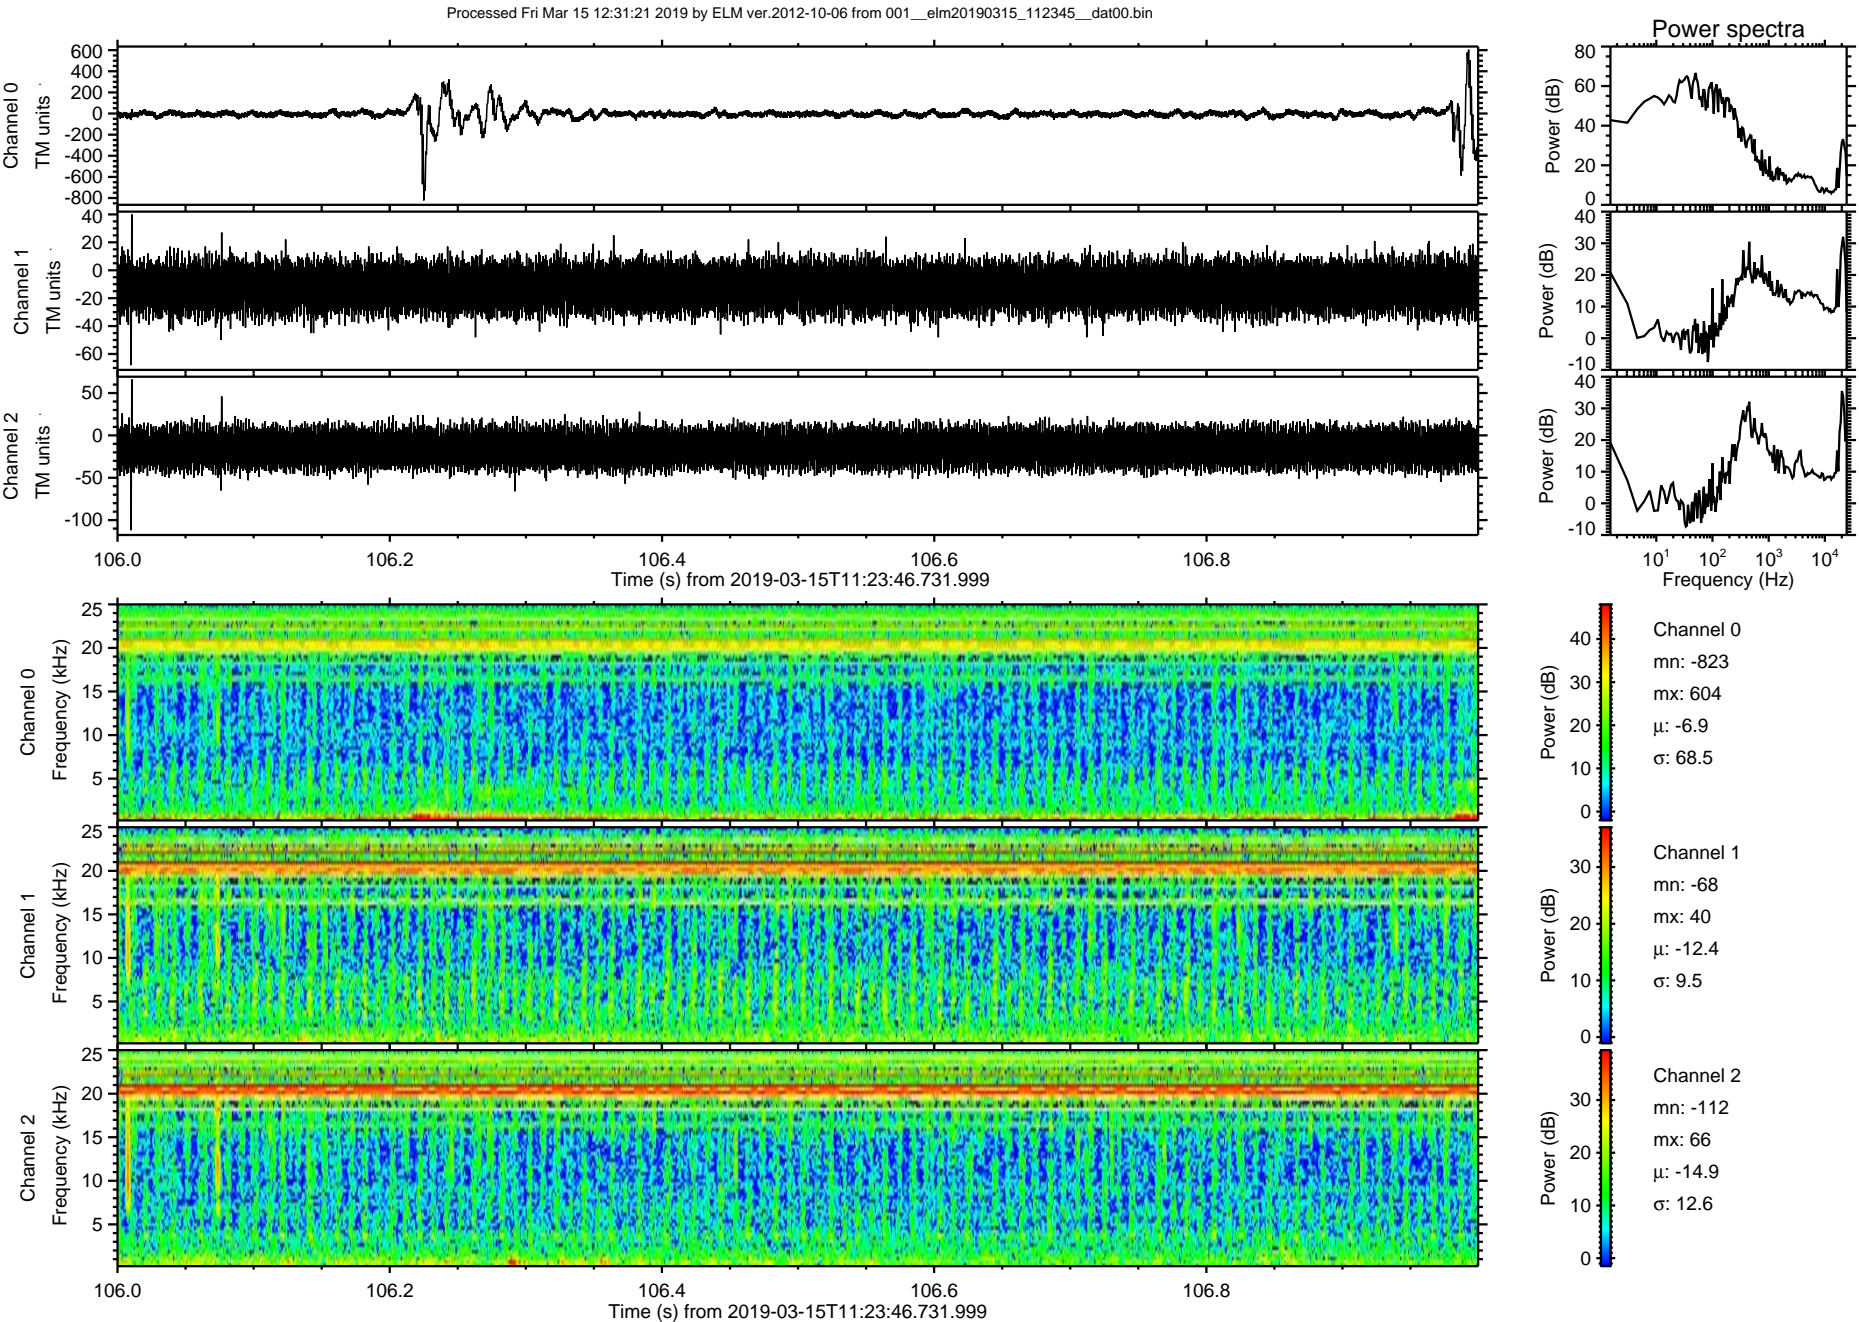 Processed Fri Mar 15 12:31:21 2019 by ELM ver.2012-10-06 from 001__elm20190315_112345__dat00.bin
Power spectra
Channel 0
TM units
600
400
200
0
-200
-400
-600
-800
Power (dB)
80
60
40
20
0
Channel 1
TM units
40
20
0
-20
-40
-60
Power (dB)
40
30
20
10
0
-10
Channel 2
TM units
50
0
-50
-100
Power (dB)
40
30
20
10
0
-10
106.0 106.2 106.4 106.6 106.8
Time (s) from 2019-03-15T11:23:46.731.999
10¹ 10² 10³ 10⁴
Frequency (Hz)
Channel 0
Frequency (kHz)
25
20
15
10
5
Power (dB)
40
30
20
10
0
Channel 0
mn: -823
mx: 604
µ: -6.9
σ: 68.5
Channel 1
Frequency (kHz)
25
20
15
10
5
Power (dB)
30
20
10
0
Channel 1
mn: -68
mx: 40
µ: -12.4
σ: 9.5
Channel 2
Frequency (kHz)
25
20
15
10
5
Power (dB)
30
20
10
0
Channel 2
mn: -112
mx: 66
µ: -14.9
σ: 12.6
106.0 106.2 106.4 106.6 106.8
Time (s) from 2019-03-15T11:23:46.731.999